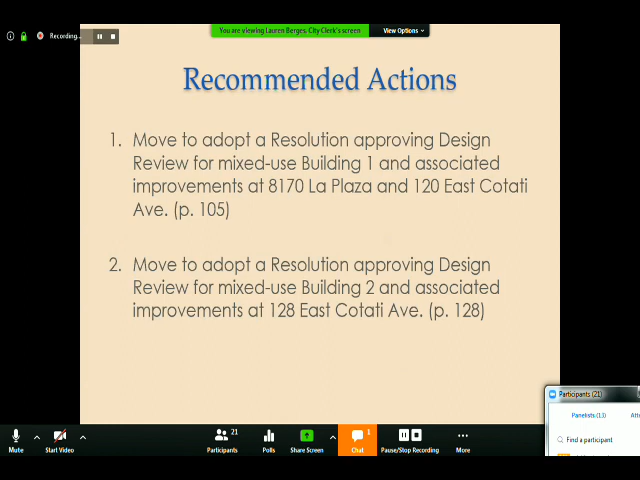 Recording...
You are viewing Lauren Berges, City Clerk's screen
View Options
Recommended Actions
1. Move to adopt a Resolution approving Design
Review for mixed-use Building 1 and associated
improvements at 8170 La Plaza and 120 East Cotati
Ave. (p. 105)
2. Move to adopt a Resolution approving Design
Review for mixed-use Building 2 and associated
improvements at 128 East Cotati Ave. (p. 128)
Participants (21)
Panelists (13)
Find a participant
21
1
Mute
Start Video
Participants
Polls
Share Screen
Chat
Pause/Stop Recording
More